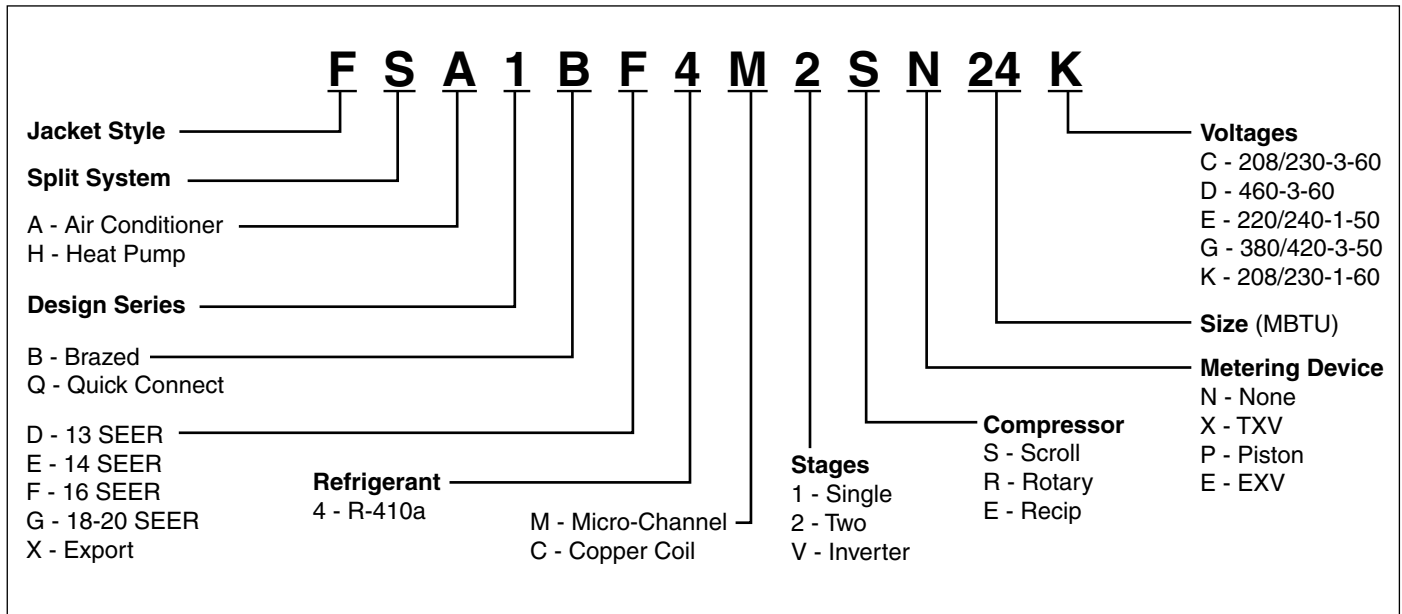 F S A 1 B F 4 M 2 S N 24 K
Jacket Style
Split System
A - Air Conditioner
H - Heat Pump
Design Series
B - Brazed
Q - Quick Connect
D - 13 SEER
E - 14 SEER
F - 16 SEER
G - 18-20 SEER
X - Export
Refrigerant
4 - R-410a
M - Micro-Channel
C - Copper Coil
Stages
1 - Single
2 - Two
V - Inverter
Compressor
S - Scroll
R - Rotary
E - Recip
Voltages
C - 208/230-3-60
D - 460-3-60
E - 220/240-1-50
G - 380/420-3-50
K - 208/230-1-60
Size (MBTU)
Metering Device
N - None
X - TXV
P - Piston
E - EXV